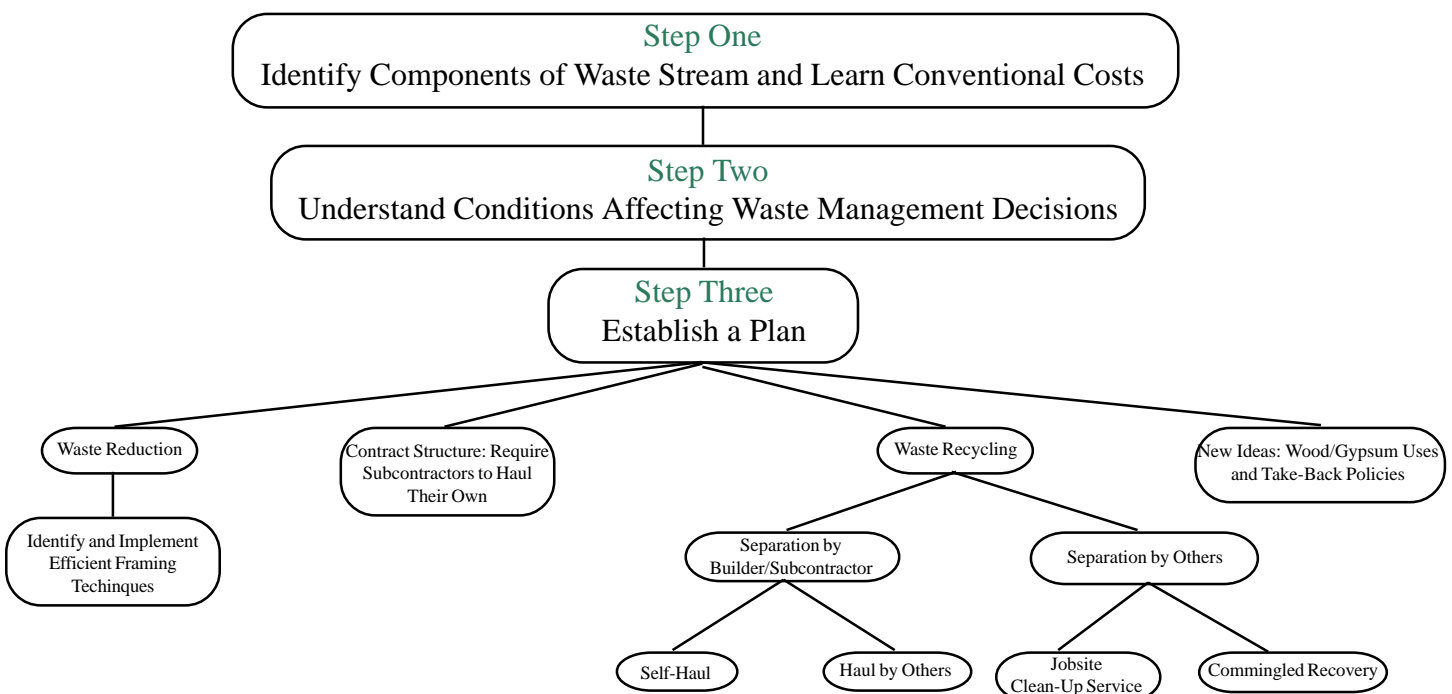 Step One
Identify Components of Waste Stream and Learn Conventional Costs
Step Two
Understand Conditions Affecting Waste Management Decisions
Step Three
Establish a Plan
Waste Reduction
Contract Structure: Require
Subcontractors to Haul
Their Own
Waste Recycling
New Ideas: Wood/Gypsum Uses
and Take-Back Policies
Identify and Implement
Efficient Framing
Techinques
Separation by
Builder/Subcontractor
Separation by Others
Self-Haul
Haul by Others
Jobsite
Clean-Up Service
Commingled Recovery